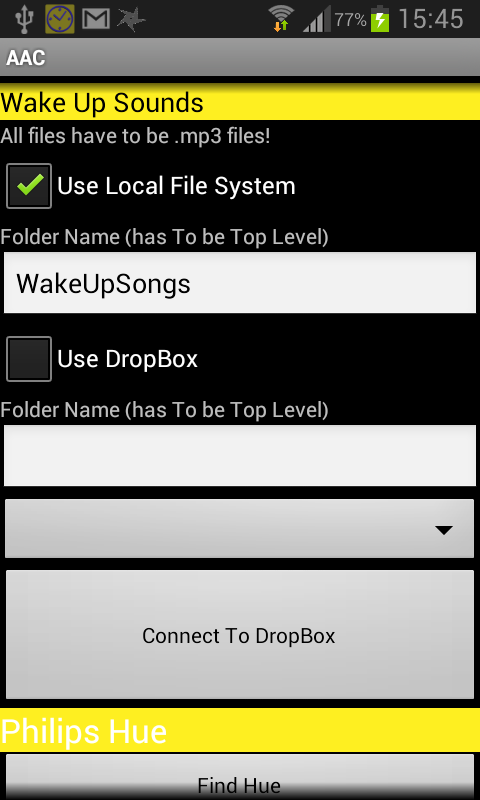 77% 15:45
AAC
Wake Up Sounds
All files have to be .mp3 files!
Use Local File System
Folder Name (has To be Top Level)
WakeUpSongs
Use DropBox
Folder Name (has To be Top Level)
Connect To DropBox
Philips Hue
Find Hue